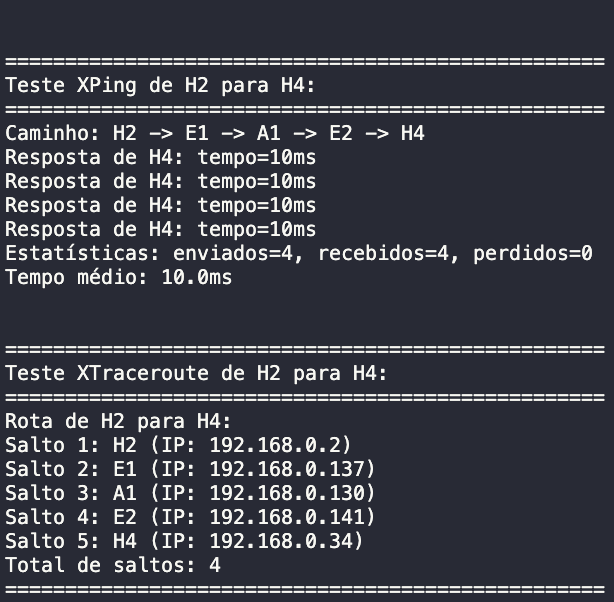 ==================================================
Teste XPing de H2 para H4:
==================================================
Caminho: H2 -> E1 -> A1 -> E2 -> H4
Resposta de H4: tempo=10ms
Resposta de H4: tempo=10ms
Resposta de H4: tempo=10ms
Resposta de H4: tempo=10ms
Estatísticas: enviados=4, recebidos=4, perdidos=0
Tempo médio: 10.0ms
==================================================
Teste XTraceroute de H2 para H4:
==================================================
Rota de H2 para H4:
Salto 1: H2 (IP: 192.168.0.2)
Salto 2: E1 (IP: 192.168.0.137)
Salto 3: A1 (IP: 192.168.0.130)
Salto 4: E2 (IP: 192.168.0.141)
Salto 5: H4 (IP: 192.168.0.34)
Total de saltos: 4
==================================================